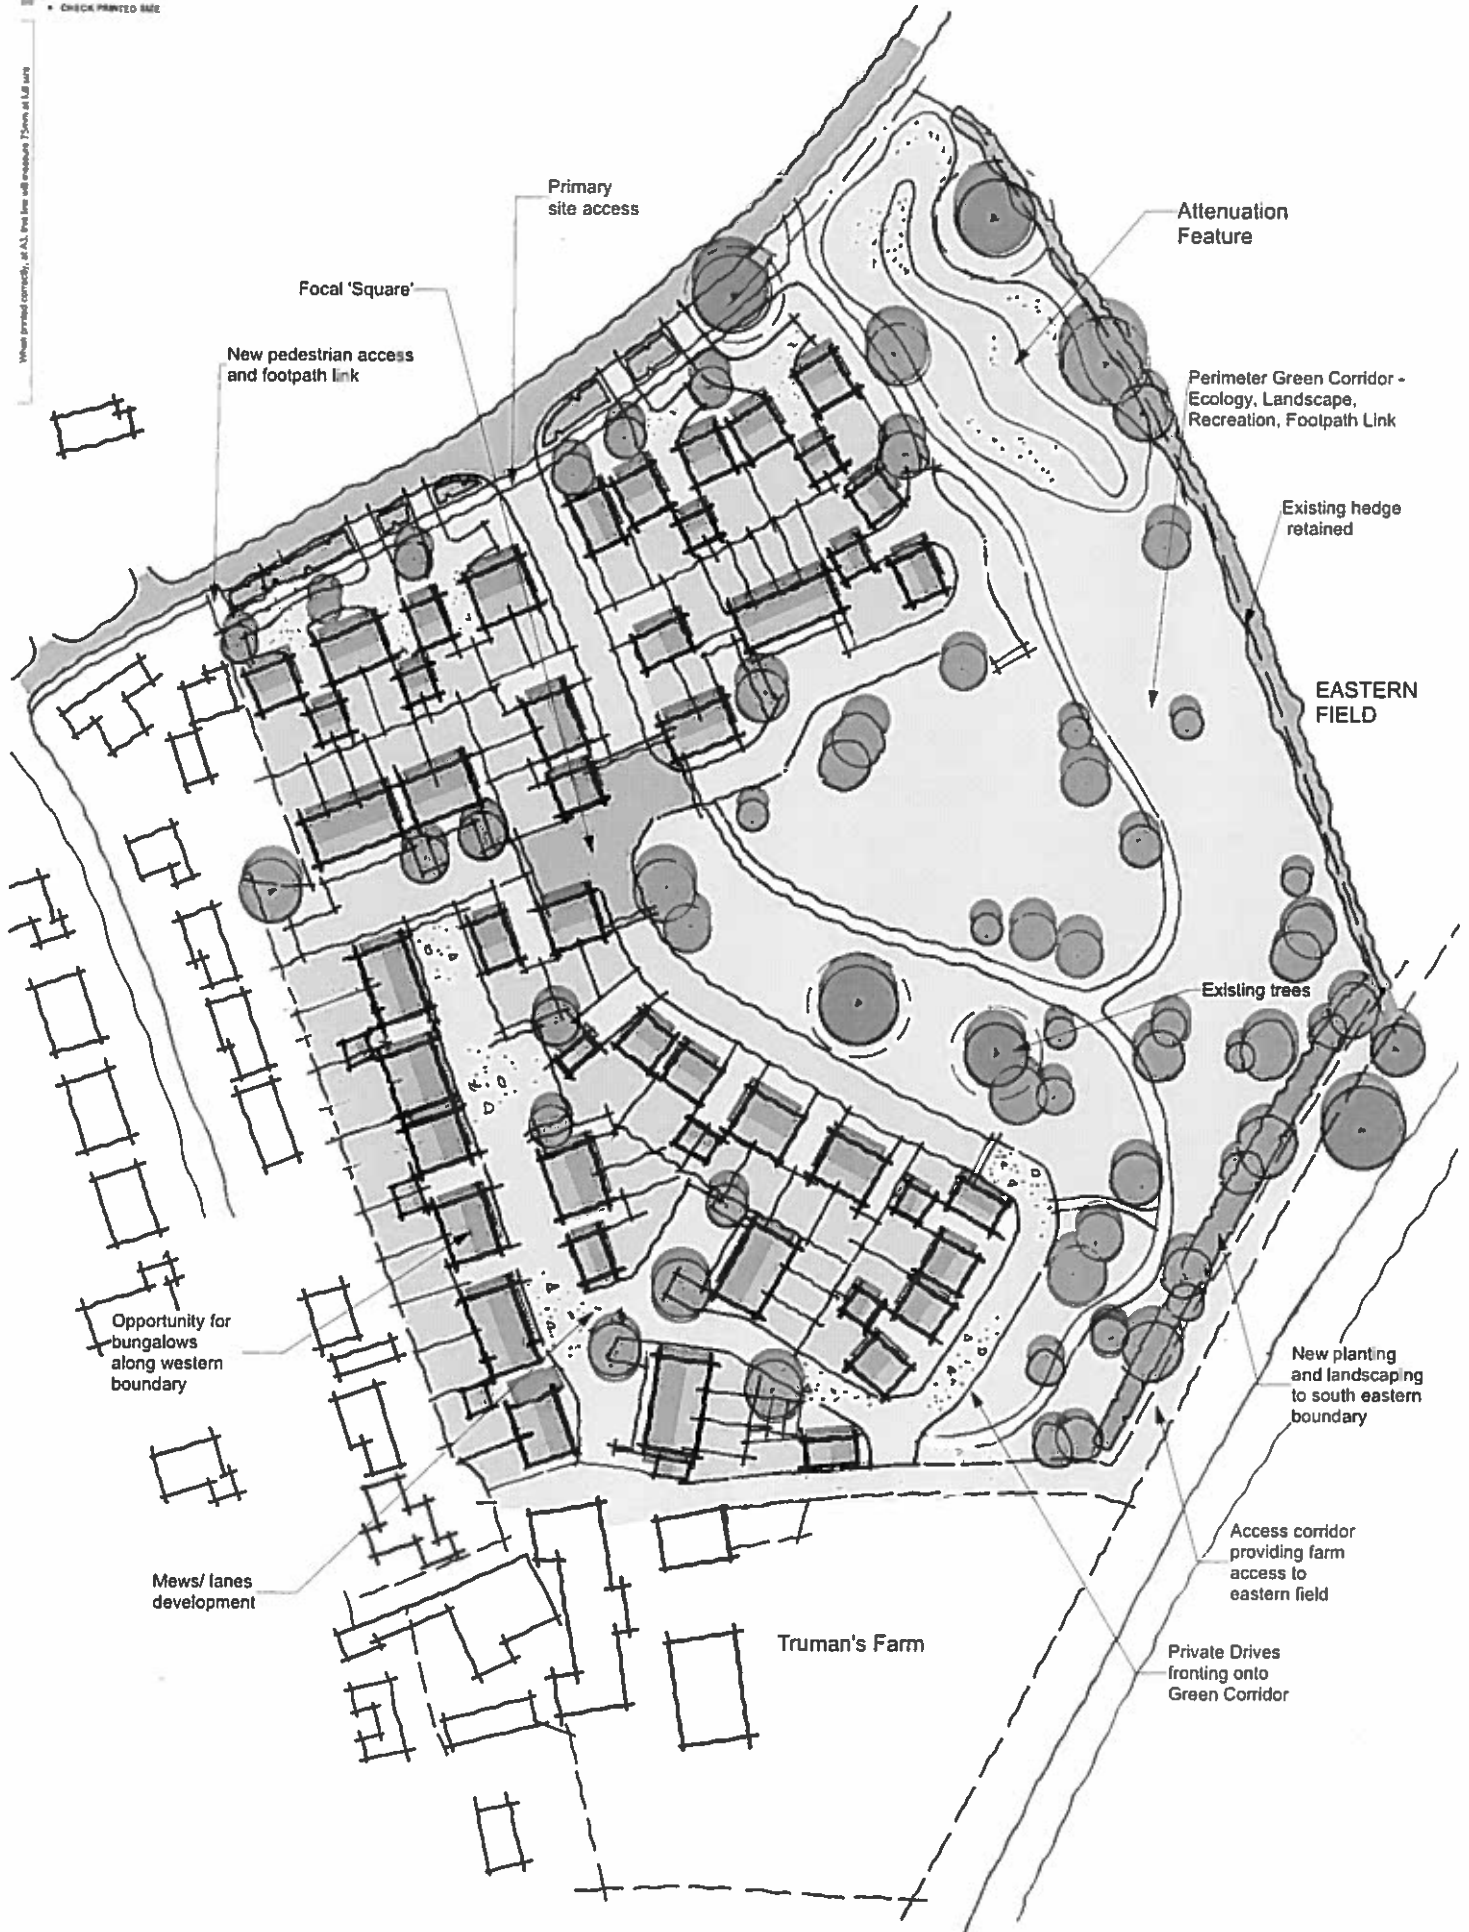 • CHECK PRINTED SIZE
Primary
site access
Attenuation
Feature
Focal 'Square'
New pedestrian access
and footpath link
Perimeter Green Corridor -
Ecology, Landscape,
Recreation, Footpath Link
Existing hedge
retained
EASTERN
FIELD
Existing trees
Opportunity for
bungalows
along western
boundary
New planting
and landscaping
to south eastern
boundary
Mews/ lanes
development
Access corridor
providing farm
access to
eastern field
Truman's Farm
Private Drives
fronting onto
Green Corridor